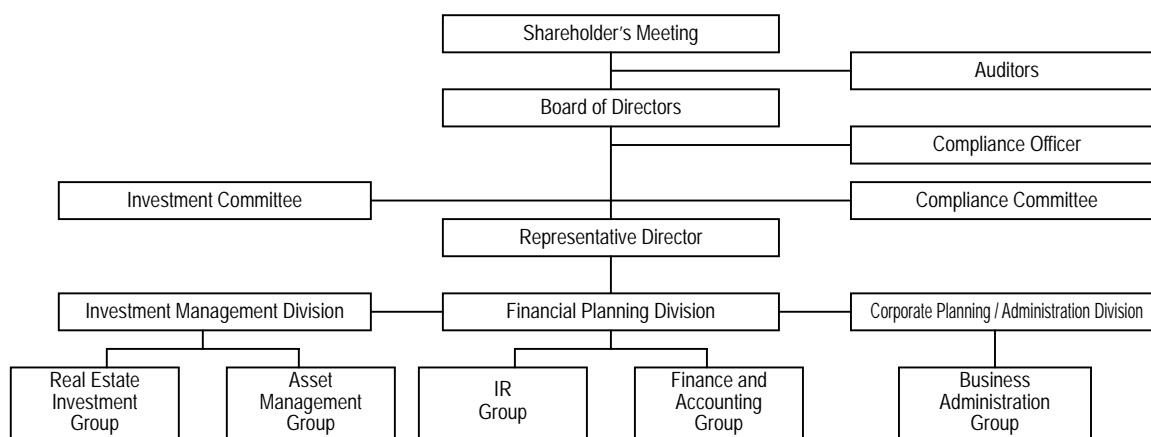 Shareholder's Meeting
Auditors
Board of Directors
Compliance Officer
Investment Committee
Compliance Committee
Representative Director
Investment Management Division
Financial Planning Division
Corporate Planning / Administration Division
Real Estate
Investment
Group
Asset
Management
Group
IR
Group
Finance and
Accounting
Group
Business
Administration
Group